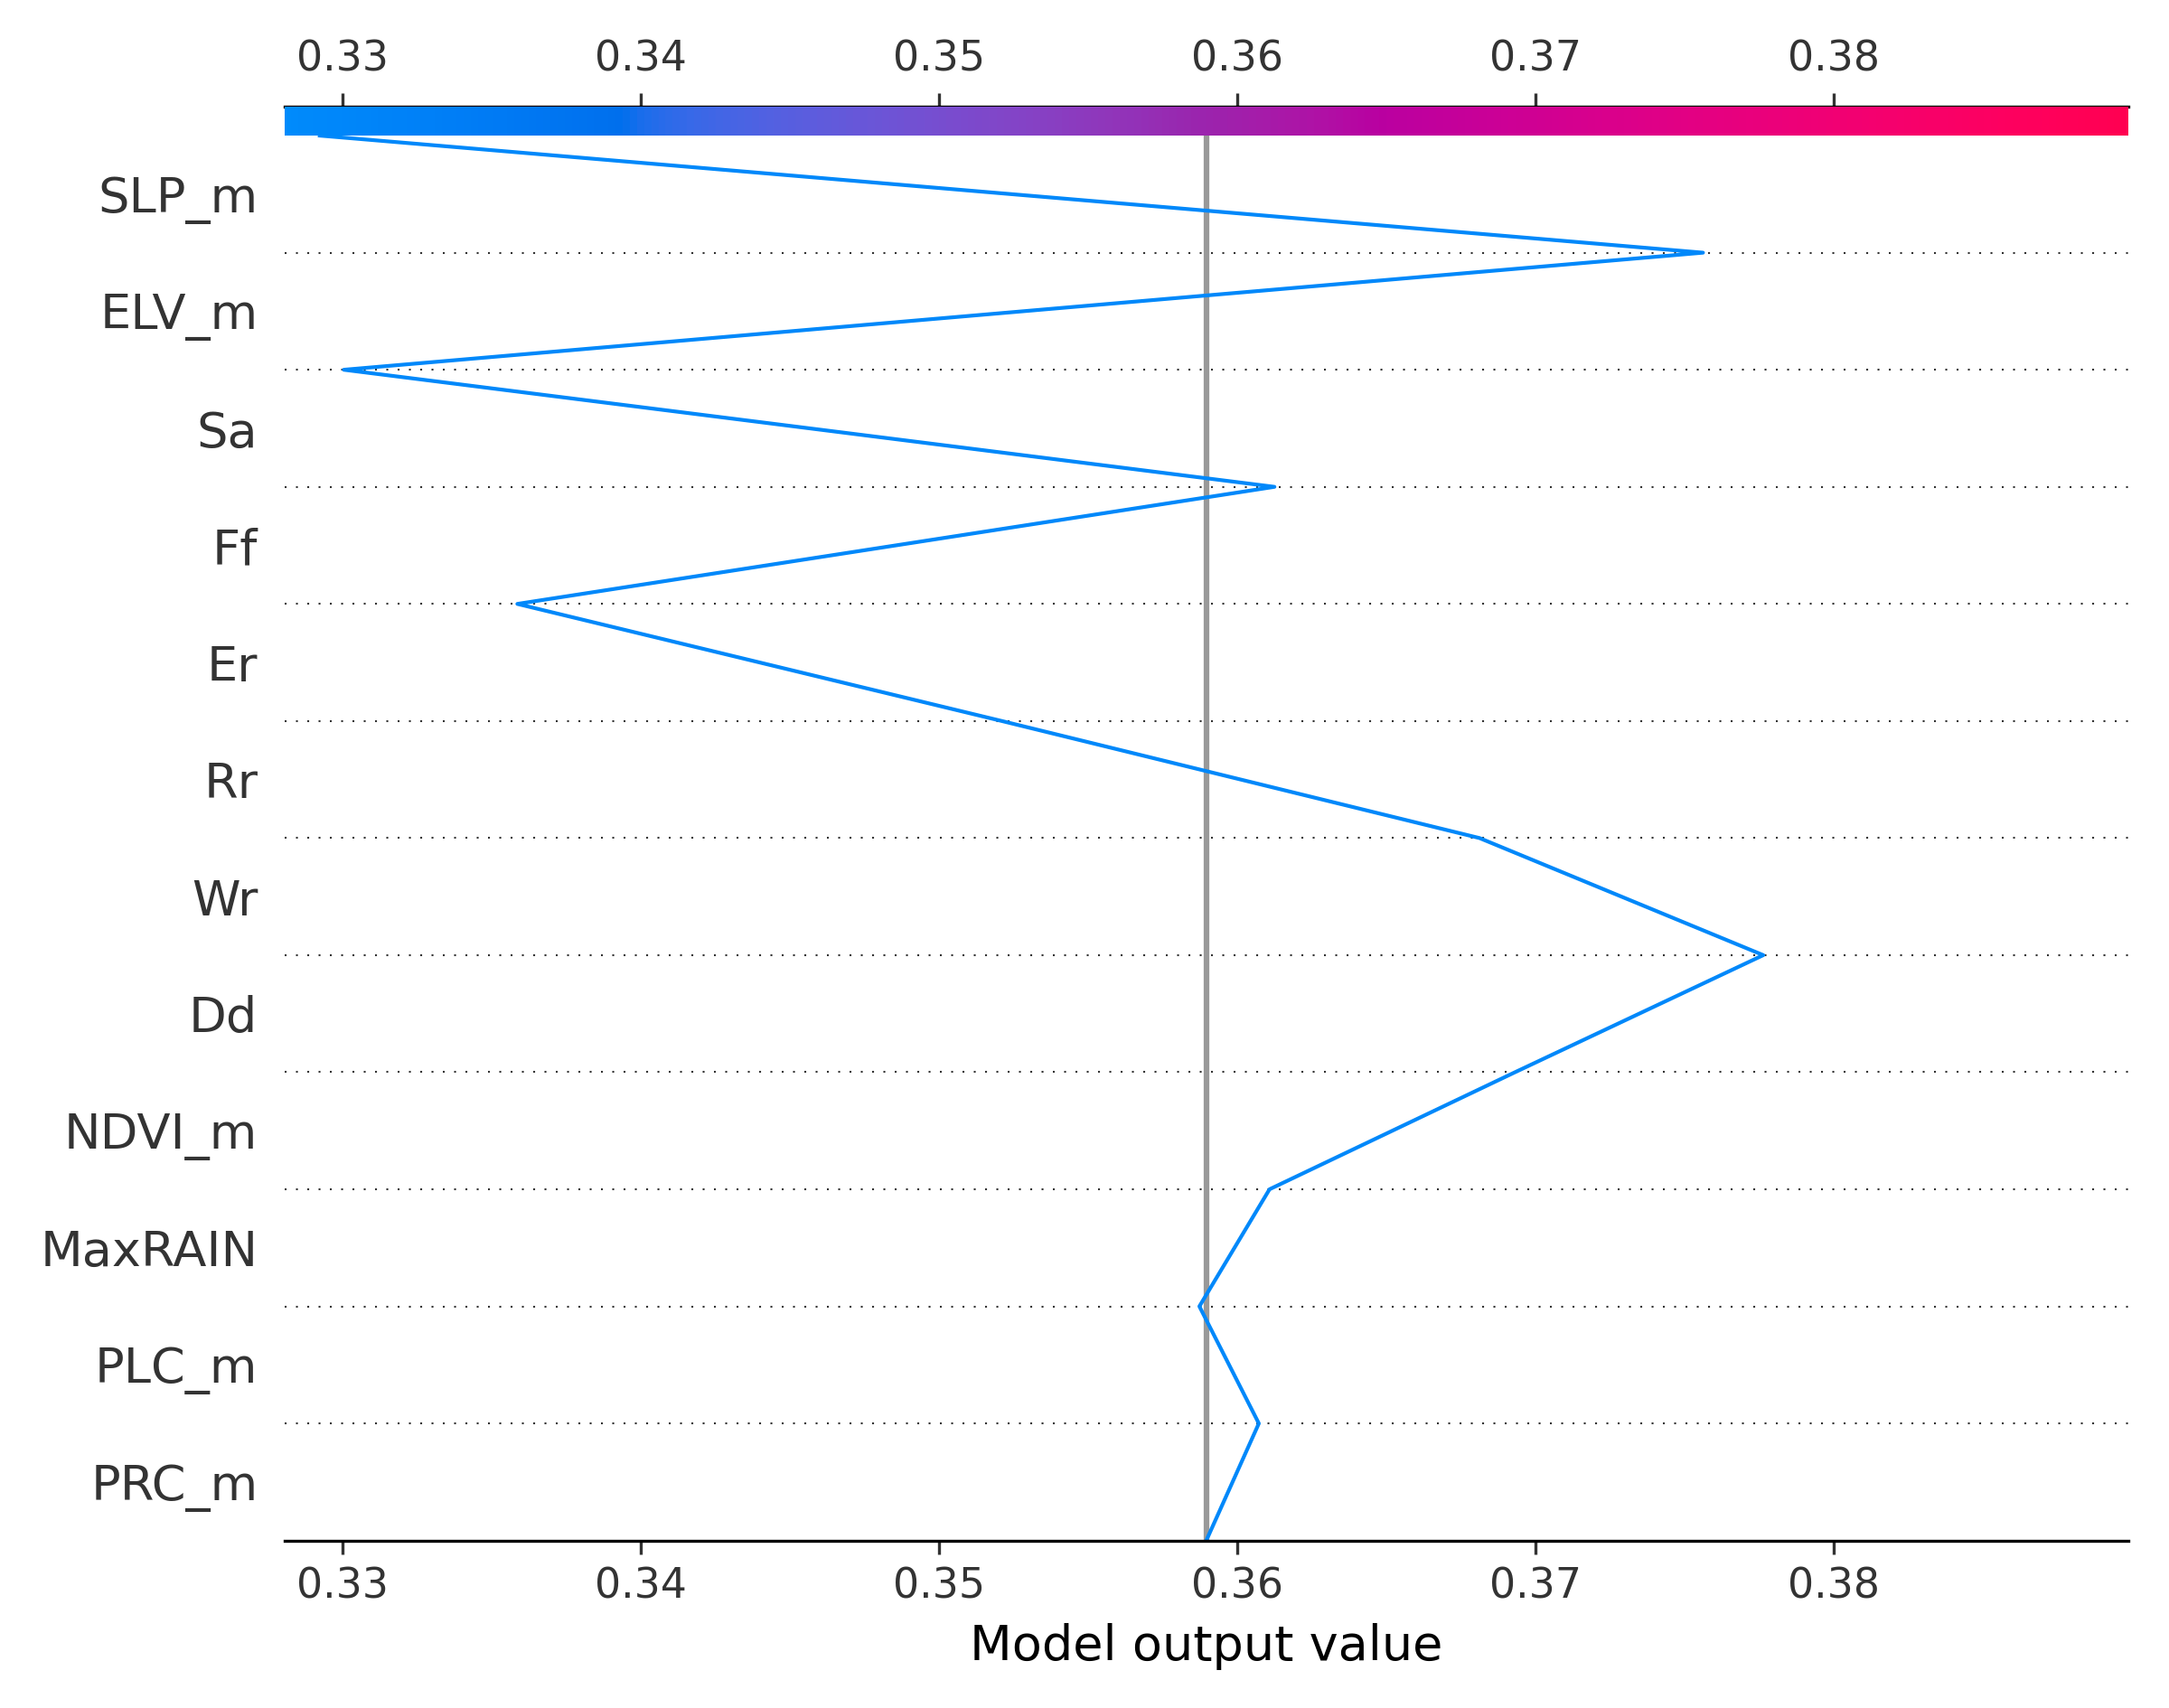 0.33 0.34 0.35 0.36 0.37 0.38
SLP_m
ELV_m
Sa
Ff
Er
Rr
Wr
Dd
NDVI_m
MaxRAIN
PLC_m
PRC_m
0.33 0.34 0.35 0.36 0.37 0.38
Model output value